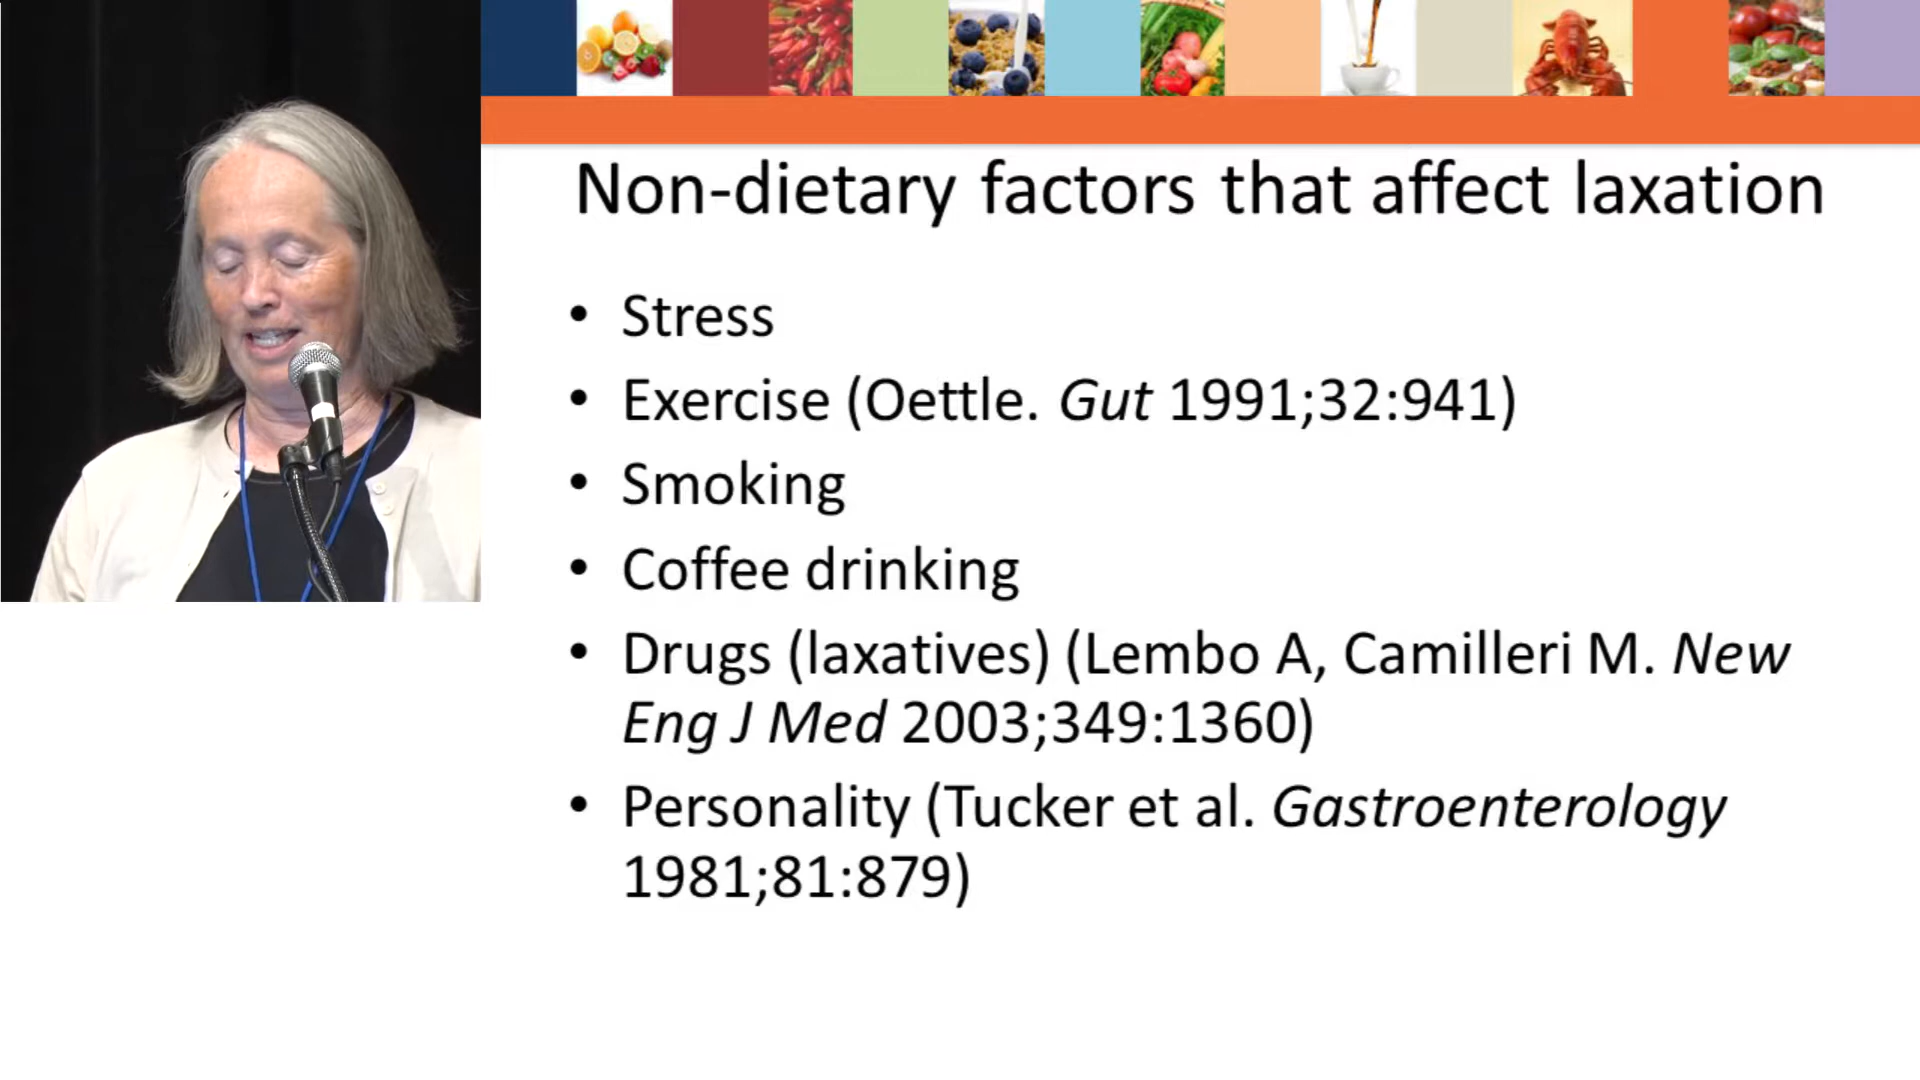 Non-dietary factors that affect laxation
• Stress
• Exercise (Oettle. Gut 1991;32:941)
• Smoking
• Coffee drinking
• Drugs (laxatives) (Lembo A, Camilleri M. New
Eng J Med 2003;349:1360)
• Personality (Tucker et al. Gastroenterology
1981;81:879)